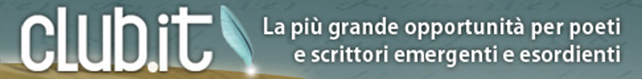 club.it
La più grande opportunità per poeti
e scrittori emergenti e esordienti